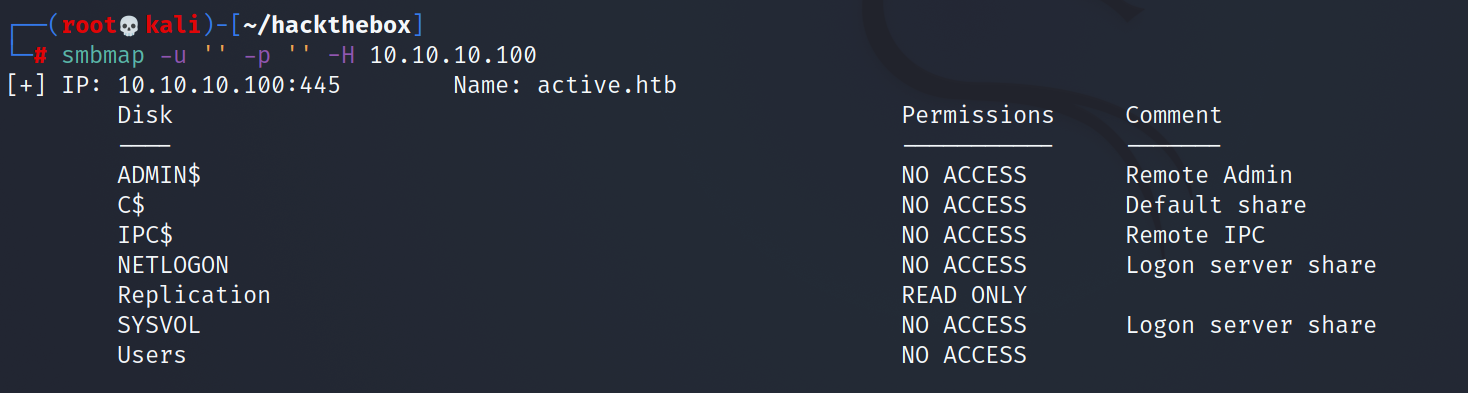 ┌──(root💀kali)-[~/hackthebox]
└─# smbmap -u '' -p '' -H 10.10.10.100
[+] IP: 10.10.10.100:445 Name: active.htb
Disk Permissions Comment
---- ----------- -------
ADMIN$ NO ACCESS Remote Admin
C$ NO ACCESS Default share
IPC$ NO ACCESS Remote IPC
NETLOGON NO ACCESS Logon server share
Replication READ ONLY
SYSVOL NO ACCESS Logon server share
Users NO ACCESS